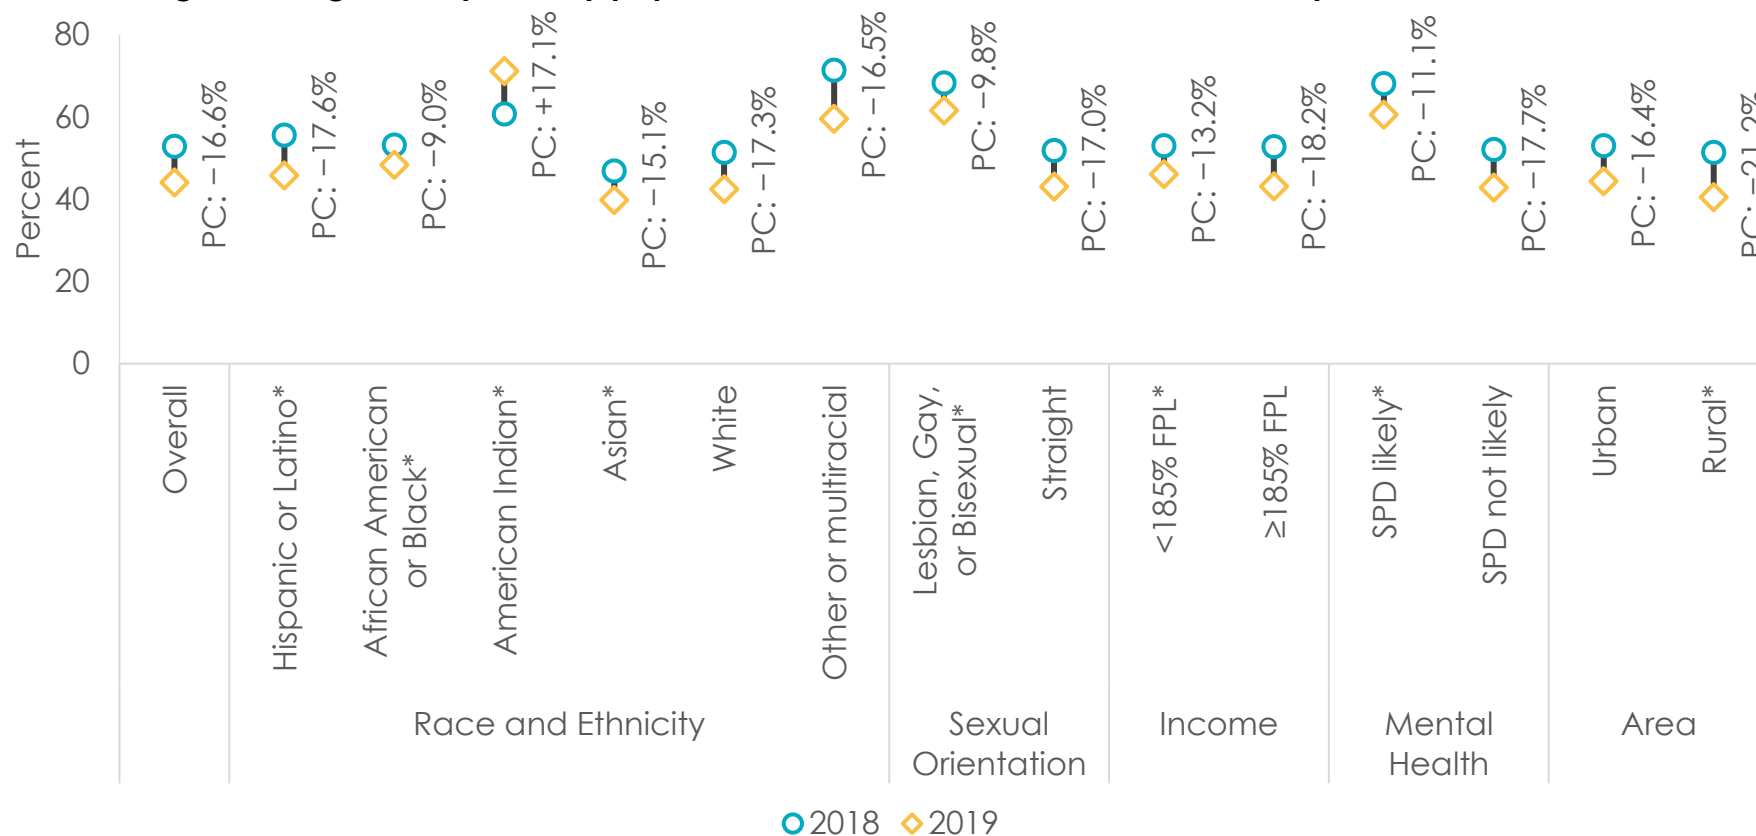 80
60
40
20
0
Percent
PC: −16.6%
PC: −17.6%
PC: −9.0%
PC: +17.1%
PC: −15.1%
PC: −17.3%
PC: −16.5%
PC: −9.8%
PC: −17.0%
PC: −13.2%
PC: −18.2%
PC: −11.1%
PC: −17.7%
PC: −16.4%
PC: −21.2%
Overall
Hispanic or Latino*
African American
or Black*
American Indian*
Asian*
White
Other or multiracial
Lesbian, Gay,
or Bisexual*
Straight
<185% FPL*
≥185% FPL
SPD likely*
SPD not likely
Urban
Rural*
Race and Ethnicity
Sexual
Orientation
Income
Mental
Health
Area
2018
2019